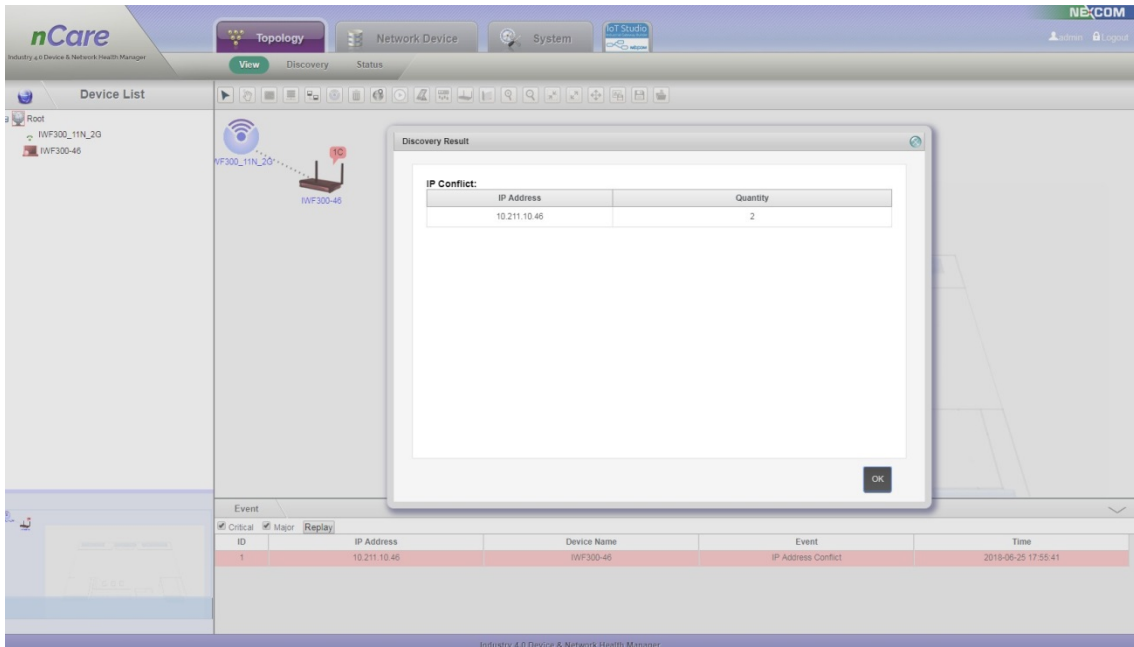 NEXCOM
nCare
Industry 4.0 Device & Network Health Manager
Topology
Network Device
System
IoT Studio
admin
Logout
View
Discovery
Status
Device List
Root
IWF300_11N_2G
IWF300-46
WF300_11N_2G
1C
IWF300-46
Discovery Result
IP Conflict:
IP Address Quantity
10.211.10.46 2
OK
Event
Critical Major Replay
ID IP Address Device Name Event Time
1 10.211.10.46 IWF300-46 IP Address Conflict 2018-06-25 17:55:41
Industry 4.0 Device & Network Health Manager